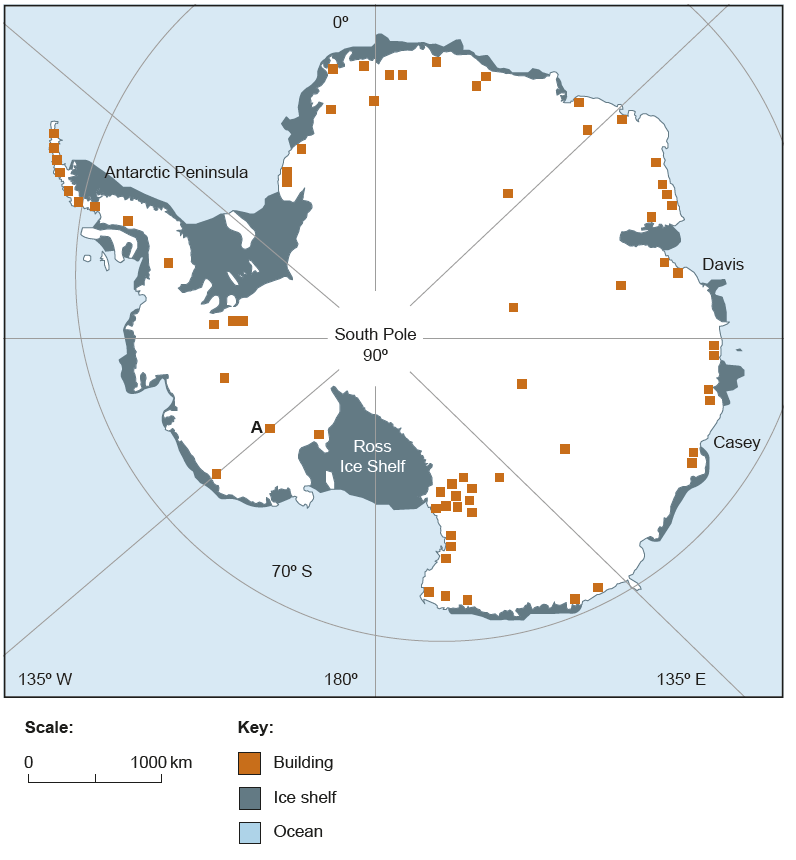 0º
Antarctic Peninsula
Davis
South Pole
90º
A
Ross
Ice Shelf
Casey
70º S
135º W
180º
135º E
Scale:
0
1000 km
Key:
Building
Ice shelf
Ocean